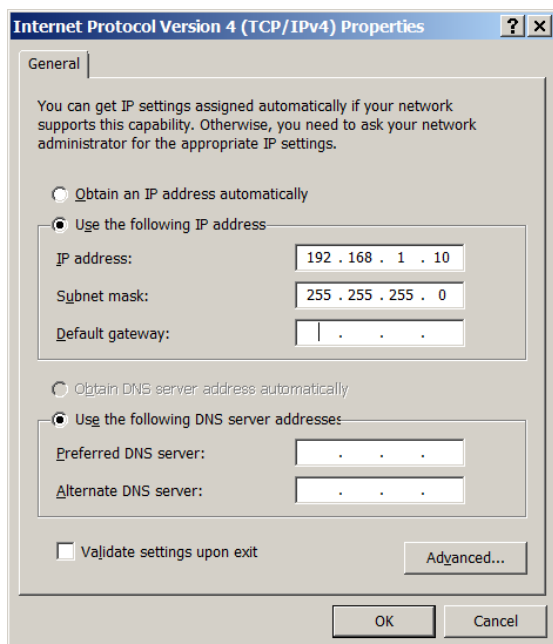 Internet Protocol Version 4 (TCP/IPv4) Properties
General
You can get IP settings assigned automatically if your network
supports this capability. Otherwise, you need to ask your network
administrator for the appropriate IP settings.
Obtain an IP address automatically
Use the following IP address
IP address: 192 . 168 . 1 . 10
Subnet mask: 255 . 255 . 255 . 0
Default gateway: . . .
Obtain DNS server address automatically
Use the following DNS server addresses:
Preferred DNS server: . . .
Alternate DNS server: . . .
Validate settings upon exit
Advanced...
OK Cancel